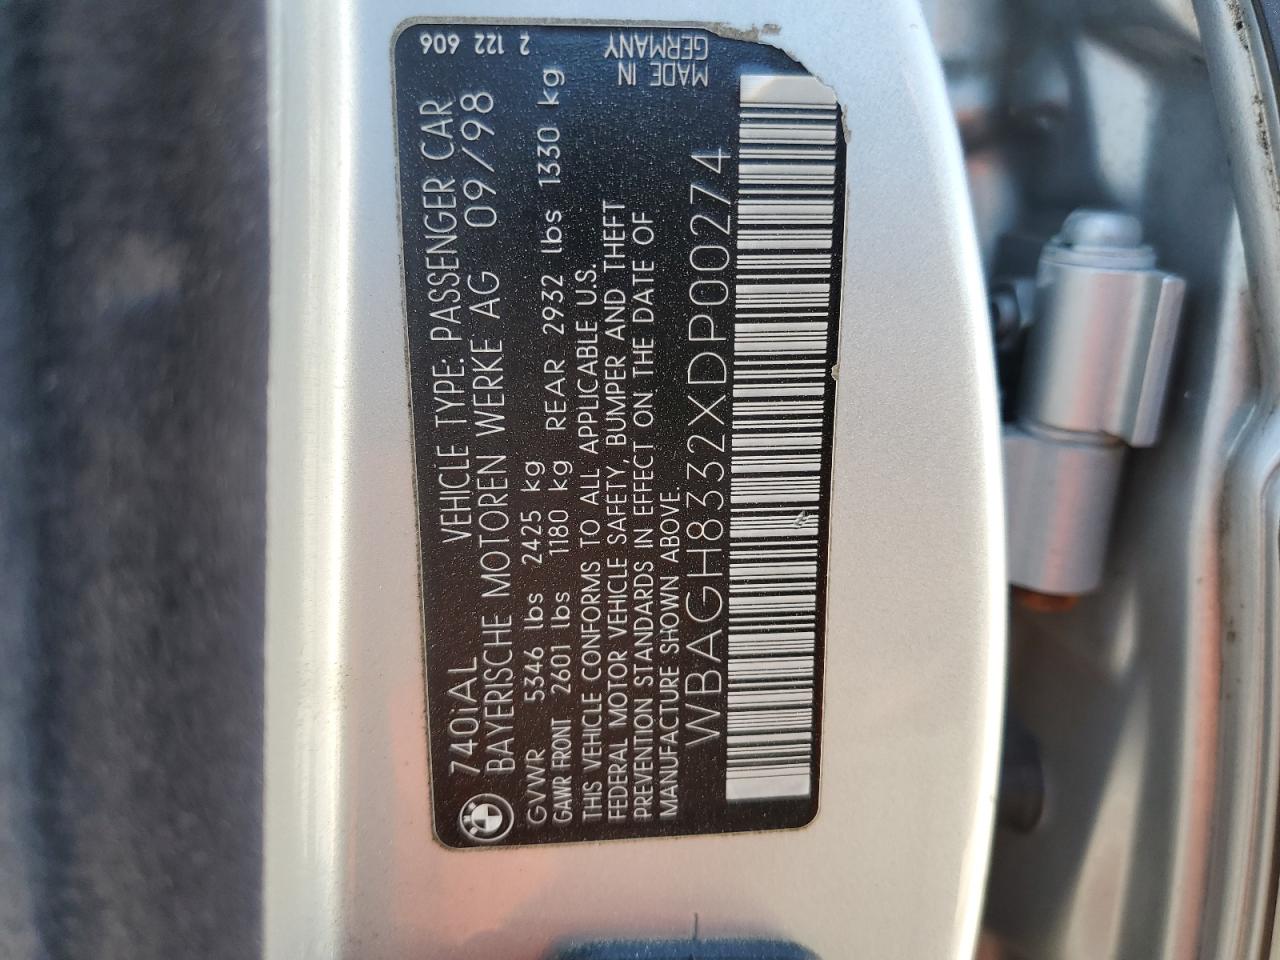 740iAL VEHICLE TYPE: PASSENGER CAR
BAYERISCHE MOTOREN WERKE AG 09/98
GVWR 5346 lbs 2425 kg
GAWR FRONT 2601 lbs 1180 kg REAR 2932 lbs 1330 kg
THIS VEHICLE CONFORMS TO ALL APPLICABLE U.S.
FEDERAL MOTOR VEHICLE SAFETY, BUMPER AND THEFT
PREVENTION STANDARDS IN EFFECT ON THE DATE OF
MANUFACTURE SHOWN ABOVE.
WBAGH8332XDP00274
2 122 606
MADE IN
GERMANY